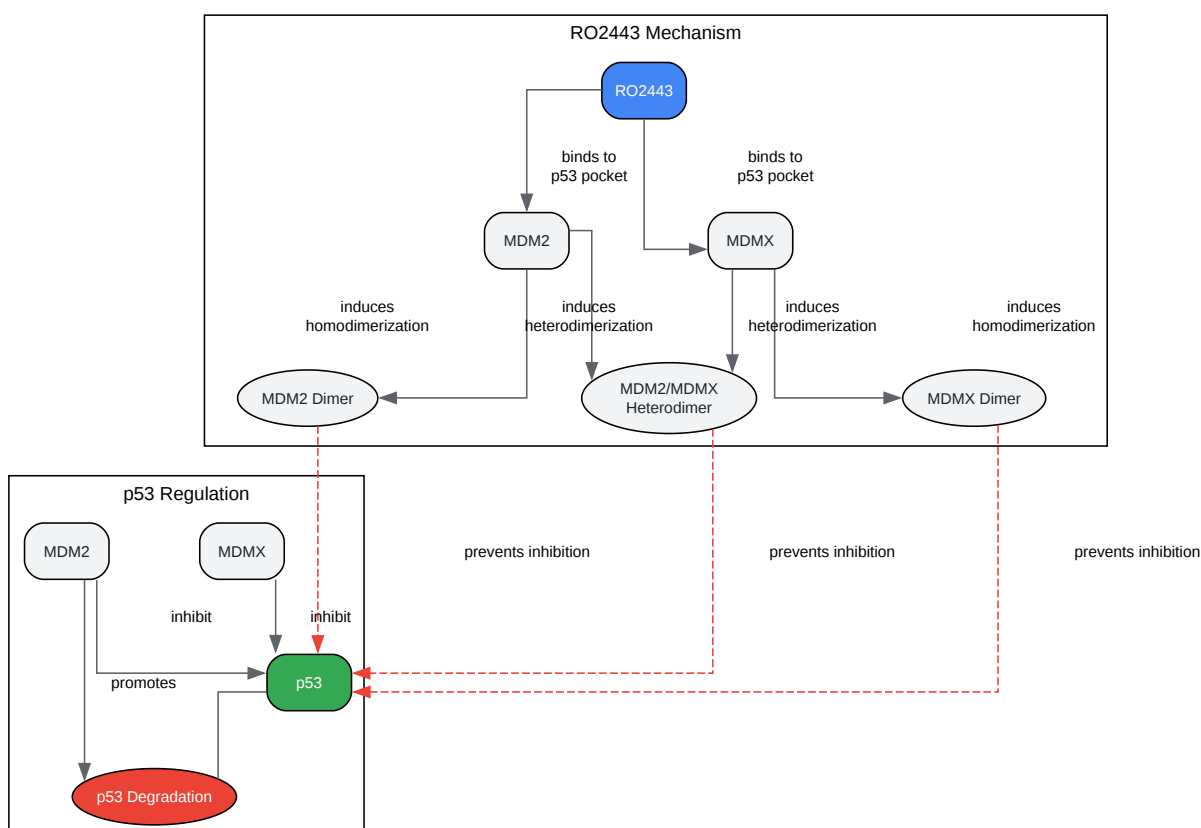 RO2443 Mechanism
RO2443
binds to
p53 pocket
binds to
p53 pocket
MDM2
MDMX
induces
homodimerization
induces
heterodimerization
induces
heterodimerization
induces
homodimerization
MDM2 Dimer
MDM2/MDMX
Heterodimer
MDMX Dimer
p53 Regulation
MDM2
MDMX
prevents inhibition
prevents inhibition
prevents inhibition
inhibit
inhibit
promotes
p53
p53 Degradation